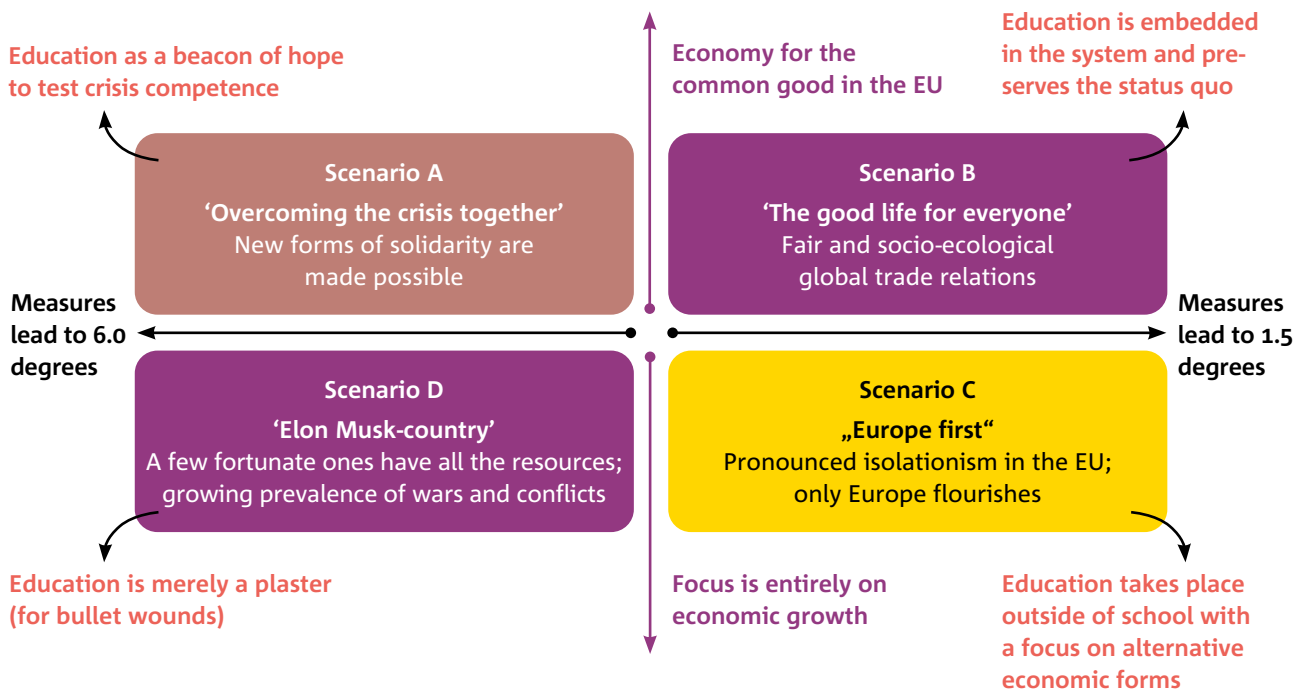 Education as a beacon of hope
to test crisis competence
Economy for the
common good in the EU
Education is embedded
in the system and pre-
serves the status quo
Scenario A
‘Overcoming the crisis together’
New forms of solidarity are
made possible
Scenario B
‘The good life for everyone’
Fair and socio-ecological
global trade relations
Measures
lead to 6.0
degrees
Measures
lead to 1.5
degrees
Scenario D
‘Elon Musk-country’
A few fortunate ones have all the resources;
growing prevalence of wars and conflicts
Scenario C
„Europe first“
Pronounced isolationism in the EU;
only Europe flourishes
Education is merely a plaster
(for bullet wounds)
Focus is entirely on
economic growth
Education takes place
outside of school with
a focus on alternative
economic forms